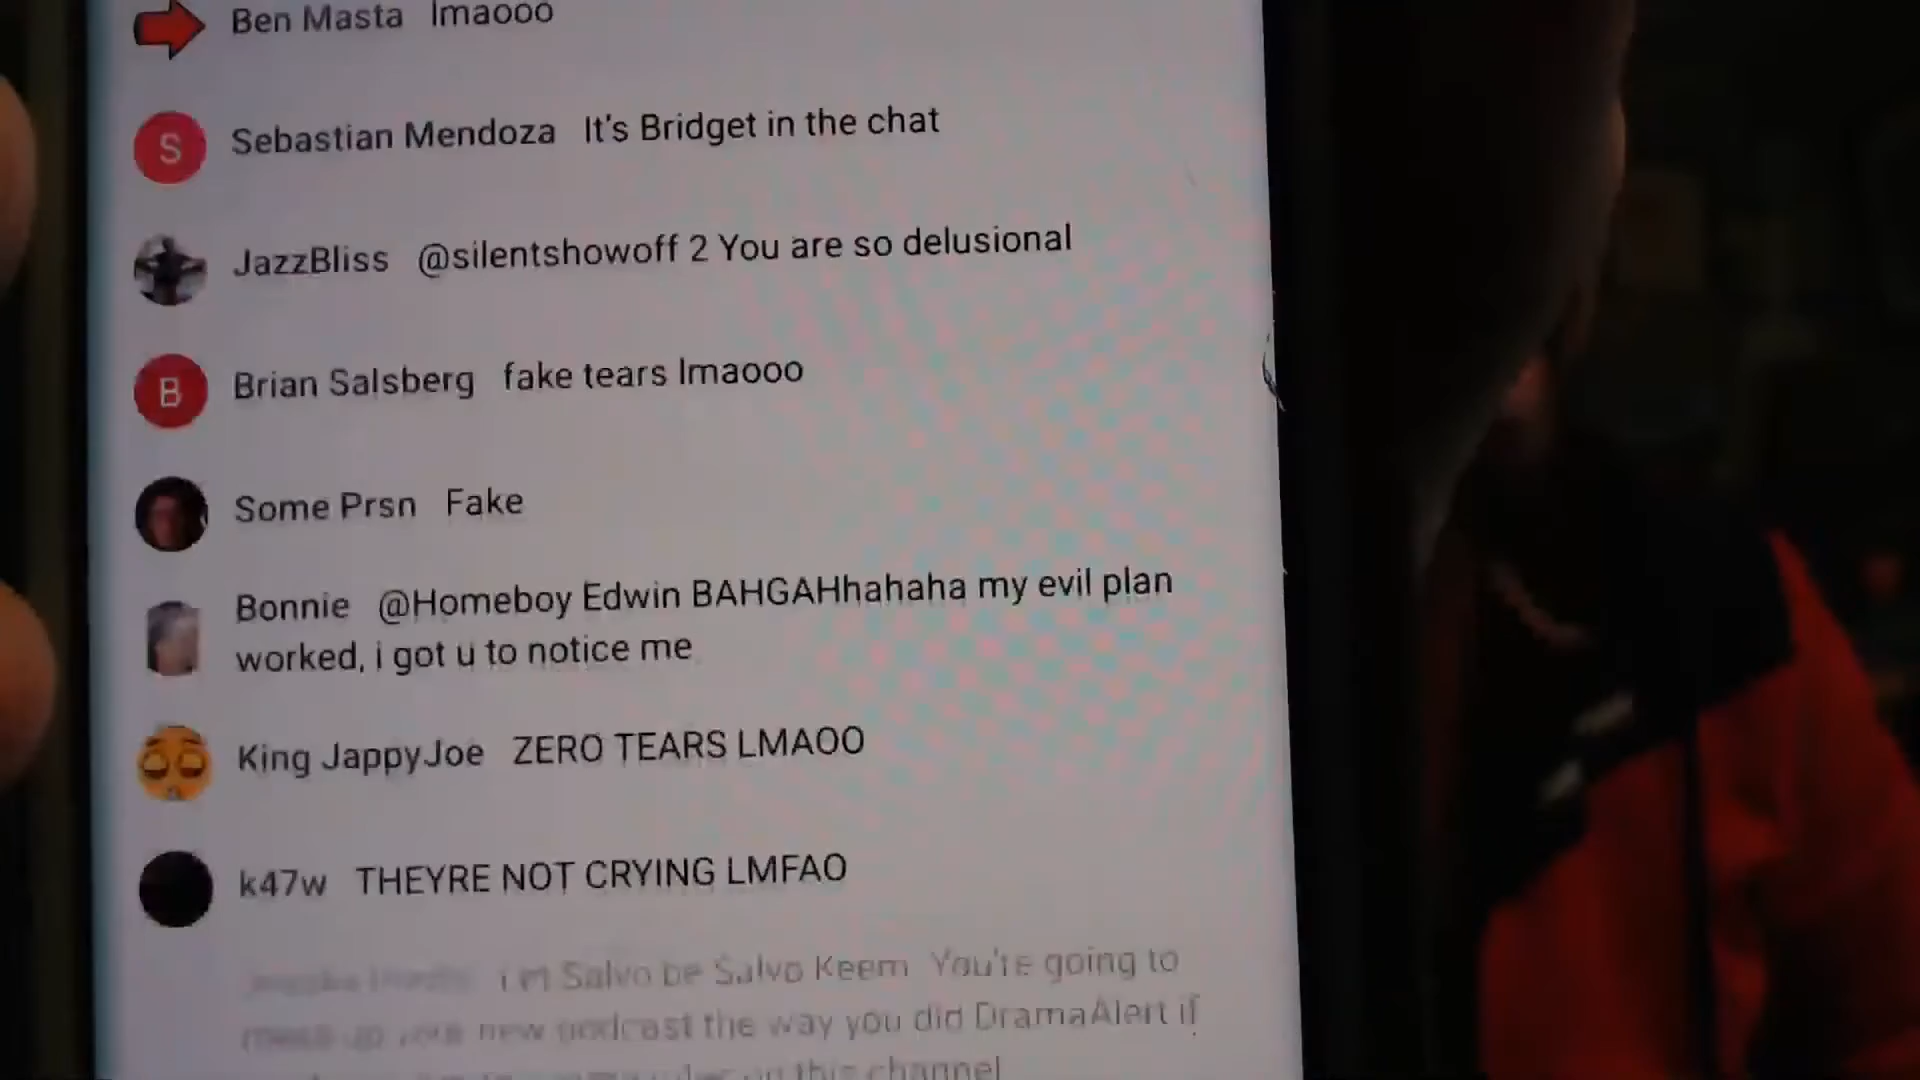 Ben Masta lmaooo
S Sebastian Mendoza It's Bridget in the chat
JazzBliss @silentshowoff 2 You are so delusional
B Brian Salsberg fake tears lmaooo
Some Prsn Fake
Bonnie @Homeboy Edwin BAHGAHhahaha my evil plan
worked, i got u to notice me
King JappyJoe ZERO TEARS LMAOO
k47w THEYRE NOT CRYING LMFAO
Salvo be Salvo Keem You're going to
new podcast the way you did DramaAlert if
this channel